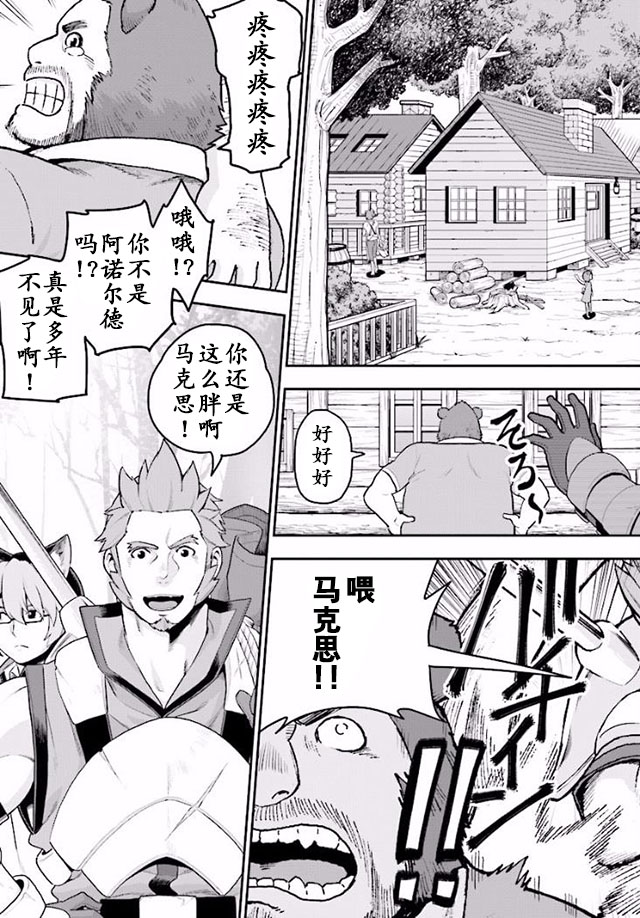 好好好
そろ〜
バチィン
喂
马克思!!
!!
疼疼疼疼疼
哦哦!?
你不是
阿诺尔德
吗!?
真是多年
不见了啊！
你还是
这么胖啊
马克思！